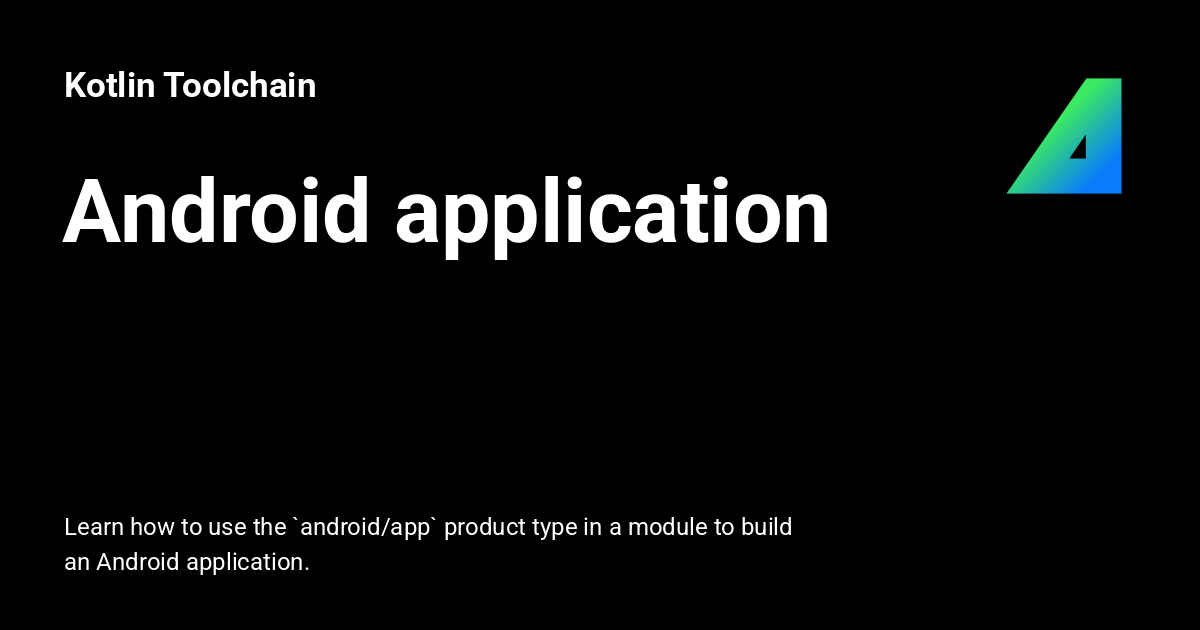 Kotlin Toolchain
Android application
Learn how to use the `android/app` product type in a module to build
an Android application.